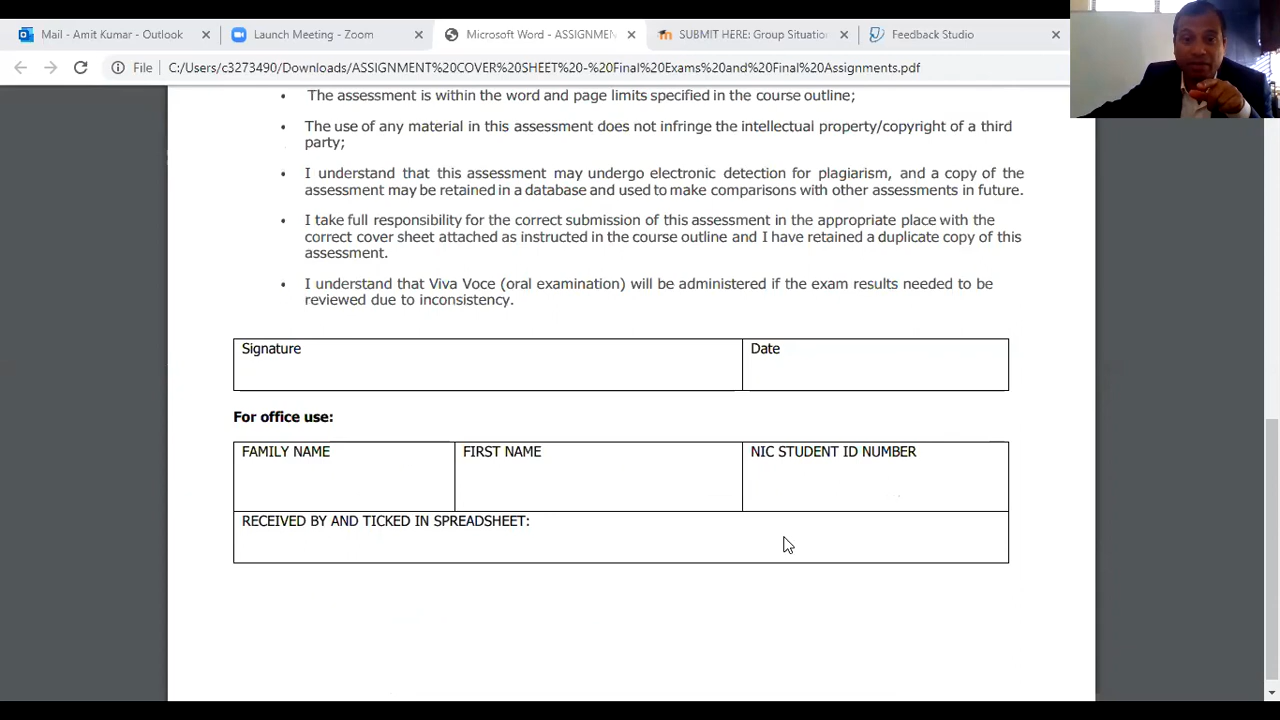 Mail - Amit Kumar - Outlook
Launch Meeting - Zoom
Microsoft Word - ASSIGNMEN
SUBMIT HERE: Group Situatio
Feedback Studio
File
C:/Users/c3273490/Downloads/ASSIGNMENT%20COVER%20SHEET%20-%20Final%20Exams%20and%20Final%20Assignments.pdf
• The assessment is within the word and page limits specified in the course outline;
• The use of any material in this assessment does not infringe the intellectual property/copyright of a third
party;
• I understand that this assessment may undergo electronic detection for plagiarism, and a copy of the
assessment may be retained in a database and used to make comparisons with other assessments in future.
• I take full responsibility for the correct submission of this assessment in the appropriate place with the
correct cover sheet attached as instructed in the course outline and I have retained a duplicate copy of this
assessment.
• I understand that Viva Voce (oral examination) will be administered if the exam results needed to be
reviewed due to inconsistency.
Signature
Date
For office use:
FAMILY NAME
FIRST NAME
NIC STUDENT ID NUMBER
RECEIVED BY AND TICKED IN SPREADSHEET: